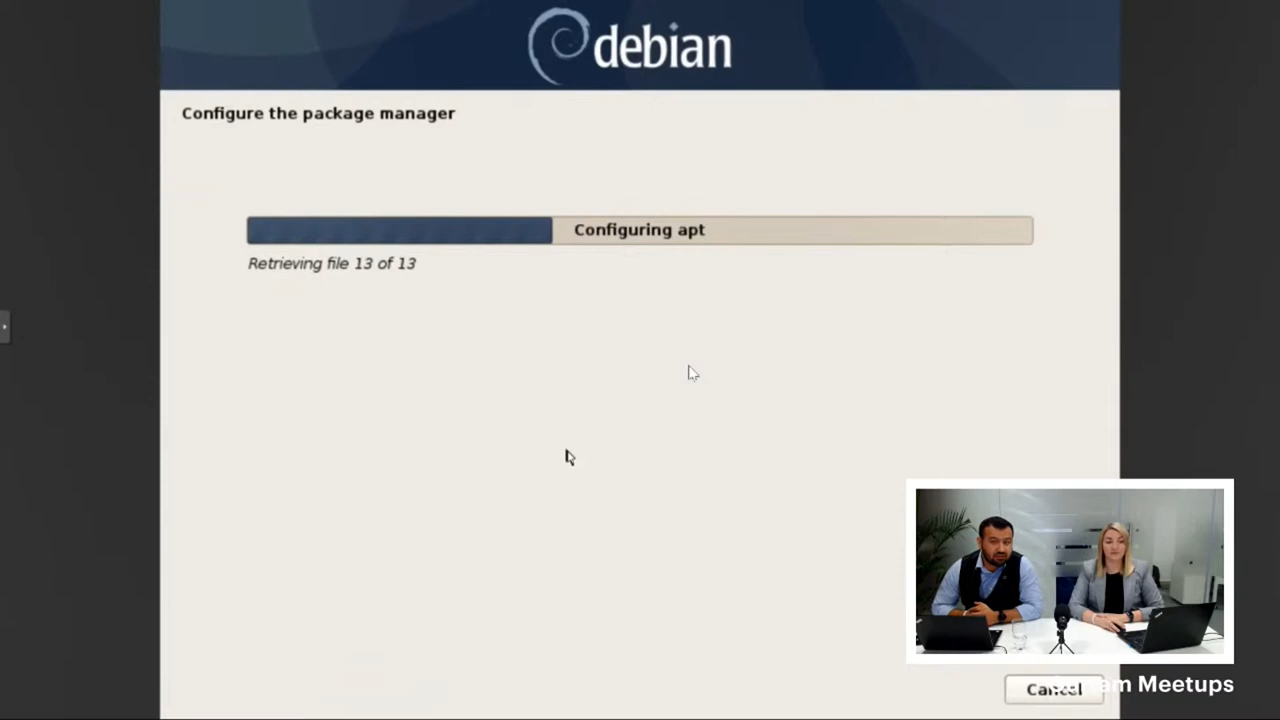 debian
Configure the package manager
Configuring apt
Retrieving file 13 of 13
Cancel
Meetups